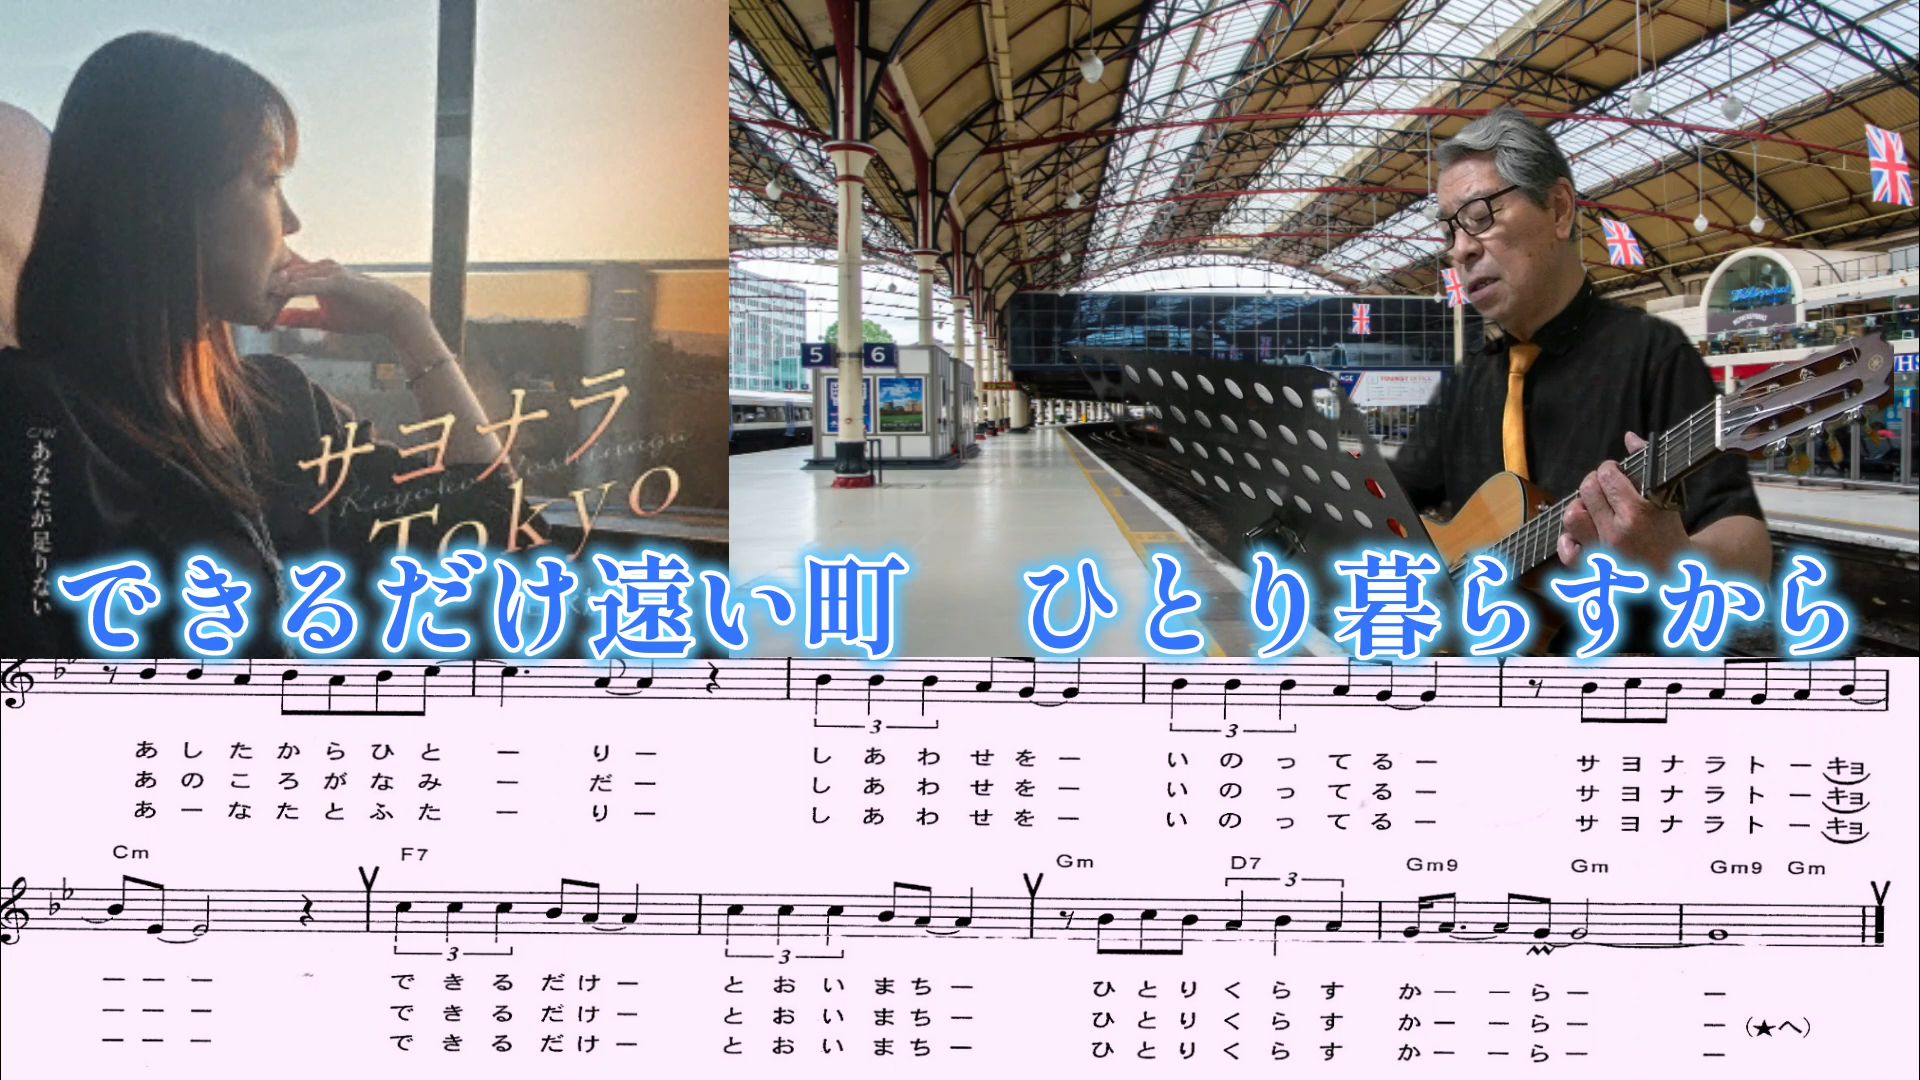 サヨナラ
Tokyo
c/w あなたが足りない
5 6
できるだけ遠い町 ひとり暮らすから
3 3
あしたからひとーりー しあわせをー いのってるー サヨナラトーキョ
あのころがなみーだー しあわせをー いのってるー サヨナラトーキョ
あーなたとふたーりー しあわせをー いのってるー サヨナラトーキョ
Cm F7 Gm D7 Gm9 Gm Gm9 Gm
3
3 3
ーーー できるだけー とおいまちー ひとりくらす かーーらー ー
ーーー できるだけー とおいまちー ひとりくらす かーーらー ー (★へ)
ーーー できるだけー とおいまちー ひとりくらす かーーらー ー